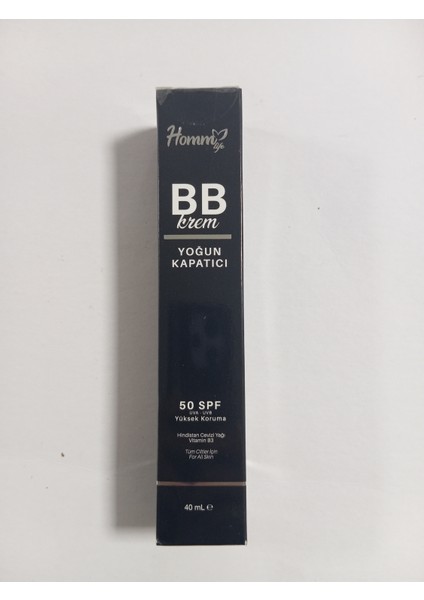 Homm
life
BB
krem
YOĞUN
KAPATICI
50 SPF
UVA - UVB
Yüksek Koruma
Hindistan Cevizi Yağı
Vitamin B3
Tüm Ciltler İçin
For All Skin
40 mL ℮